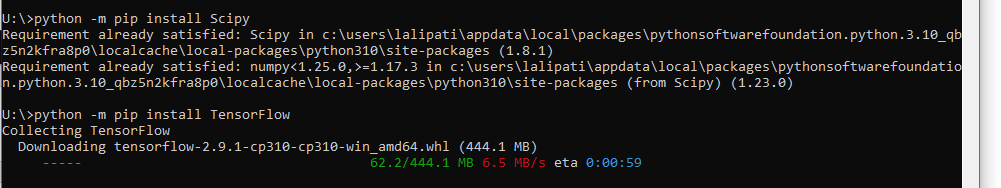 U:\>python -m pip install Scipy
Requirement already satisfied: Scipy in c:\users\lalipati\appdata\local\packages\pythonsoftwarefoundation.python.3.10_qb
z5n2kfra8p0\localcache\local-packages\python310\site-packages (1.8.1)
Requirement already satisfied: numpy<1.25.0,>=1.17.3 in c:\users\lalipati\appdata\local\packages\pythonsoftwarefoundatio
n.python.3.10_qbz5n2kfra8p0\localcache\local-packages\python310\site-packages (from Scipy) (1.23.0)
U:\>python -m pip install TensorFlow
Collecting TensorFlow
Downloading tensorflow-2.9.1-cp310-cp310-win_amd64.whl (444.1 MB)
----- 62.2/444.1 MB 6.5 MB/s eta 0:00:59